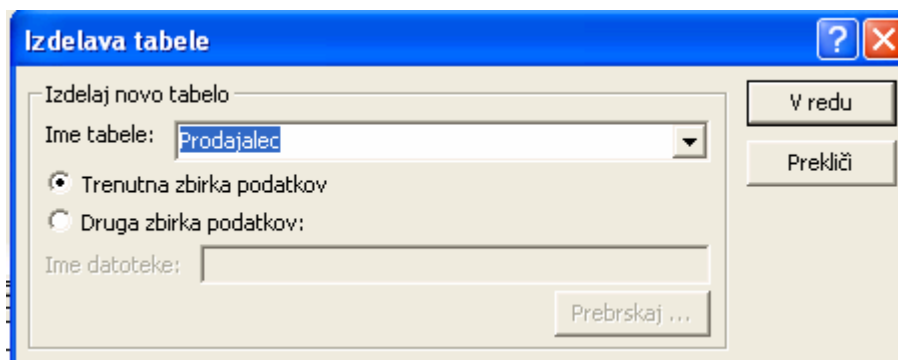 Izdelava tabele
Izdelaj novo tabelo
Ime tabele: Prodajalec
Trenutna zbirka podatkov
Druga zbirka podatkov:
Ime datoteke:
Prebrskaj ...
V redu
Prekliči